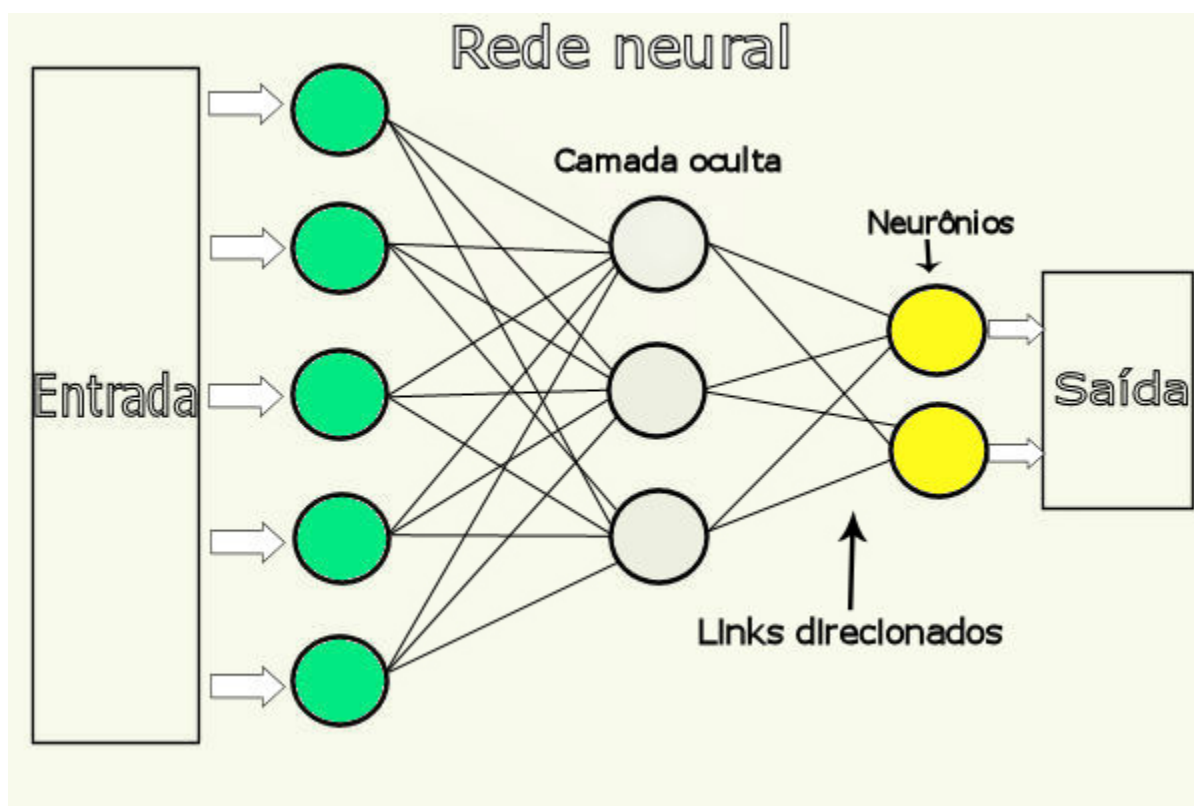 Rede neural
Camada oculta
Neurônios
Entrada
Saída
Links direcionados